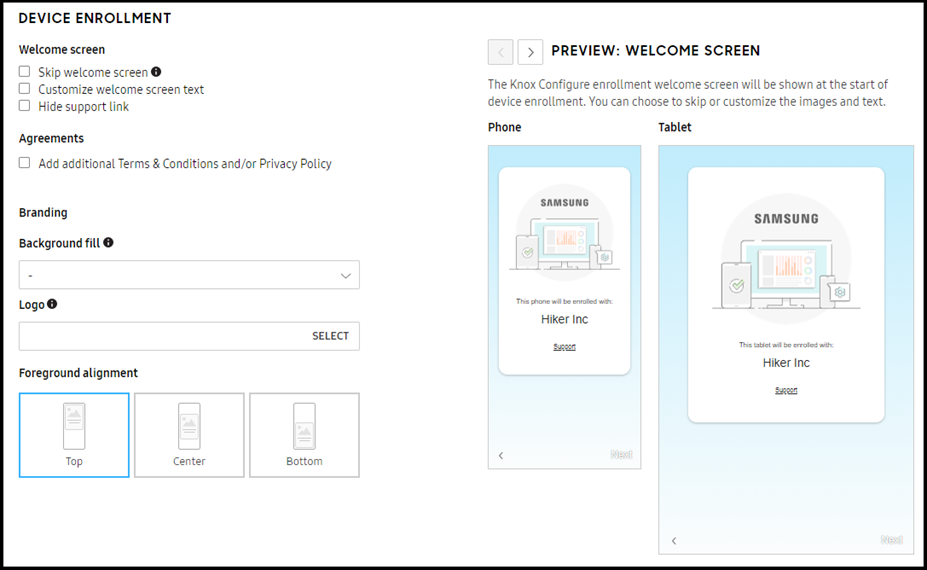 DEVICE ENROLLMENT
Welcome screen
Skip welcome screen
Customize welcome screen text
Hide support link
Agreements
Add additional Terms & Conditions and/or Privacy Policy
Branding
Background fill
-
Logo
SELECT
Foreground alignment
Top
Center
Bottom
PREVIEW: WELCOME SCREEN
The Knox Configure enrollment welcome screen will be shown at the start of
device enrollment. You can choose to skip or customize the images and text.
Phone
SAMSUNG
This phone will be enrolled with:
Hiker Inc
Support
Next
Tablet
SAMSUNG
This tablet will be enrolled with:
Hiker Inc
Support
Next